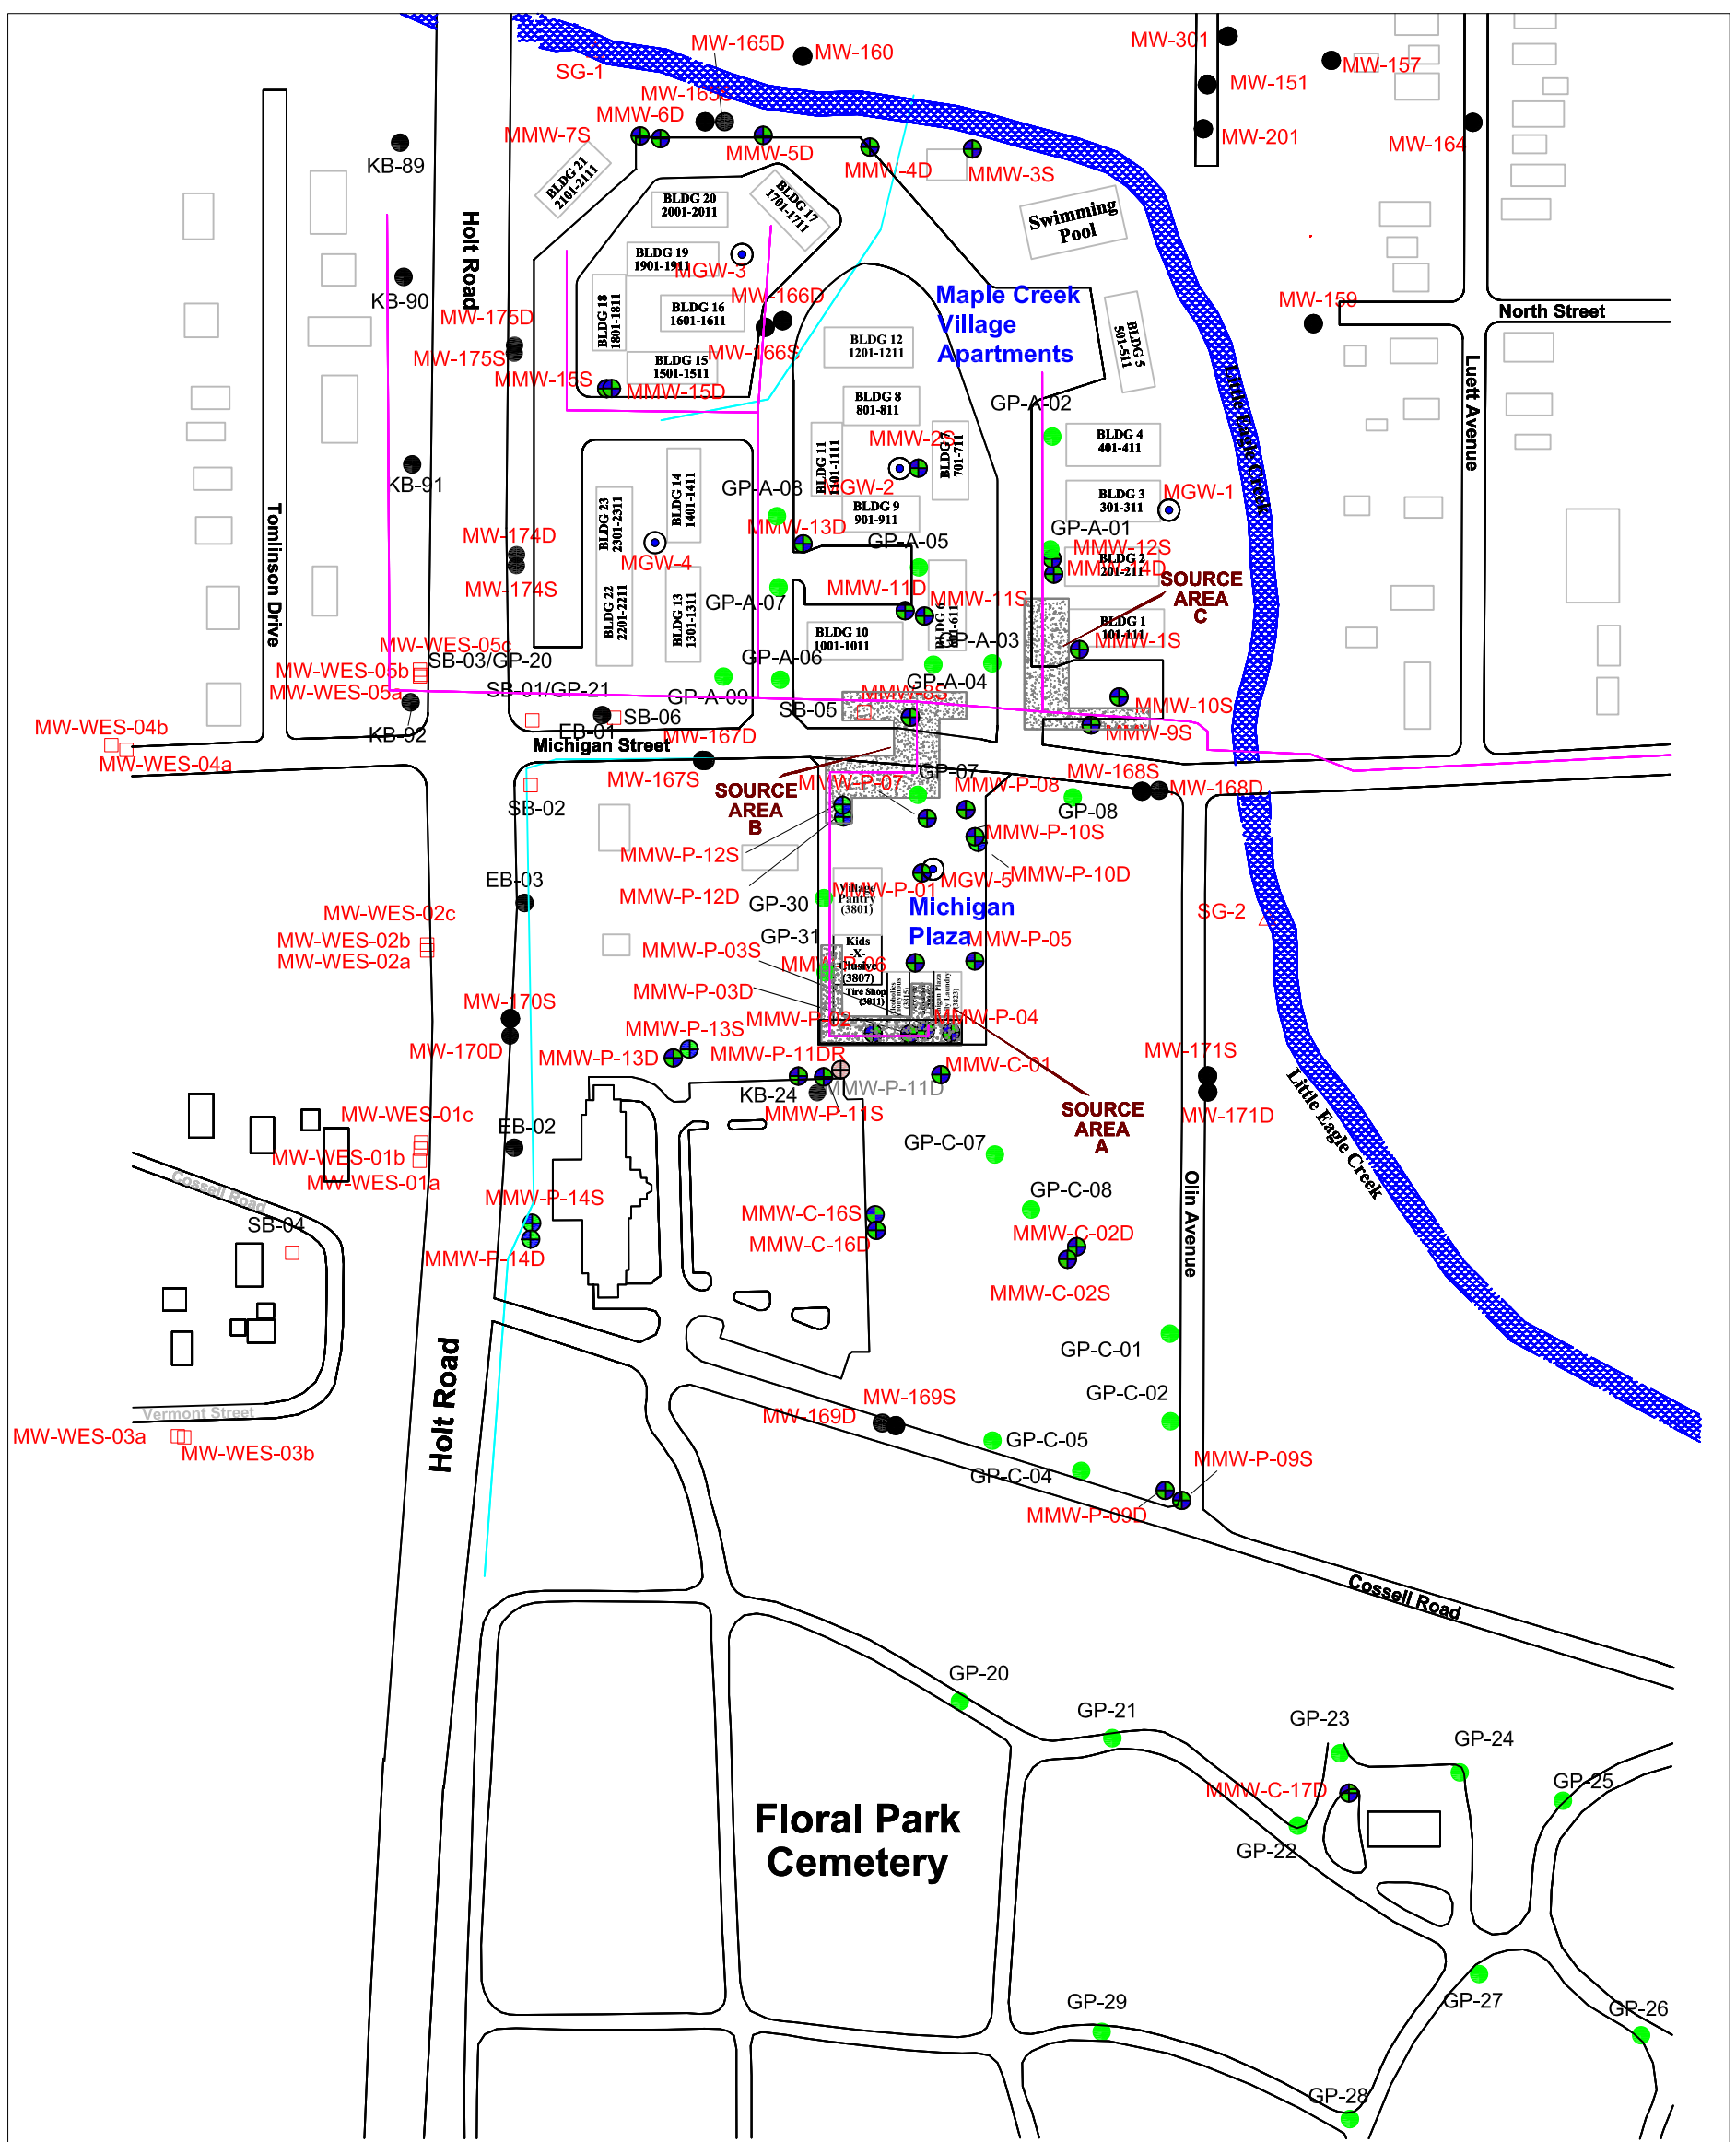 MW-165D
MW-160
MW-301
SG-1
MW-157
MW-151
MW-165S
MMW-6D
MMW-7S
MW-201
MW-164
KB-89
MMW-5D
MMW-4D
MMW-3S
BLDG 21
2101-2111
BLDG 20
2001-2011
BLDG 17
1701-1711
Swimming
Pool
Holt Road
BLDG 19
1901-1911
MGW-3
KB-90
MW-166D
Maple Creek
Village
Apartments
MW-159
North Street
MW-175D
BLDG 18
1801-1811
BLDG 16
1601-1611
BLDG 5
501-511
MW-175S
MW-166S
BLDG 12
1201-1211
BLDG 15
1501-1511
MMW-15S
MMW-15D
Luett Avenue
Little Eagle Creek
GP-A-02
BLDG 8
801-811
MMW-2S
BLDG 4
401-411
BLDG 11
1101-1111
BLDG 7
701-711
KB-91
BLDG 14
1401-1411
GP-A-08
MGW-2
BLDG 3
301-311
MGW-1
BLDG 23
2301-2311
BLDG 9
901-911
Tomlinson Drive
MW-174D
MMW-13D
GP-A-05
GP-A-01
MMW-12S
MGW-4
MMW-14D
BLDG 2
201-211
SOURCE
AREA
C
MW-174S
GP-A-07
MMW-11D
MMW-11S
BLDG 22
2201-2211
BLDG 13
1301-1311
BLDG 10
1001-1011
BLDG 6
601-611
BLDG 1
101-111
GP-A-03
MMW-1S
MW-WES-05c
SB-03/GP-20
MW-WES-05b
MW-WES-05a
SB-01/GP-21
GP-A-06
GP-A-09
GP-A-04
MMW-8S
SB-05
MMW-10S
MW-WES-04b
KB-92
EB-01
SB-06
MW-167D
MMW-9S
Michigan Street
MW-WES-04a
MW-167S
GP-07
MW-168S
MW-168D
SB-02
SOURCE
AREA
B
MMW-P-07
MMW-P-08
GP-08
MMW-P-10S
MMW-P-12S
MMW-P-10D
EB-03
MMW-P-12D
MMW-P-01
MGW-5
Village
Pantry
(3801)
GP-30
Michigan
Plaza
MW-WES-02c
SG-2
GP-31
MW-WES-02b
MW-WES-02a
MMW-P-03S
Kids
-X-
Clusive
(3807)
MMW-P-05
MMW-P-06
MMW-P-03D
Tire Shop
(3811)
MW-170S
MMW-P-02
MMW-P-04
MMW-P-13S
MW-170D
MMW-P-13D
MMW-P-11DR
MMW-C-01
MW-171S
KB-24
MMW-P-11D
MMW-P-11S
MW-171D
Little Eagle Creek
SOURCE
AREA
A
MW-WES-01c
EB-02
GP-C-07
MW-WES-01b
MW-WES-01a
Cossell Road
MMW-P-14S
GP-C-08
Olin Avenue
SB-04
MMW-C-16S
MMW-C-02D
MMW-C-16D
MMW-P-14D
MMW-C-02S
GP-C-01
Holt Road
GP-C-02
MW-169S
Vermont Street
MW-169D
MW-WES-03a
MW-WES-03b
GP-C-05
MMW-P-09S
GP-C-04
MMW-P-09D
Cossell Road
GP-20
GP-21
GP-23
GP-24
MMW-C-17D
GP-25
Floral Park
Cemetery
GP-22
GP-29
GP-27
GP-26
GP-28